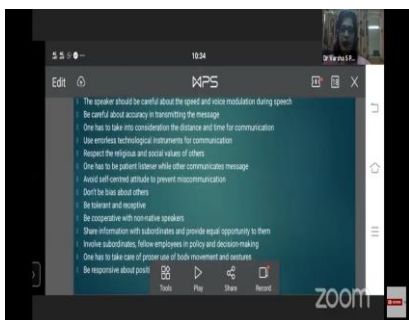 10:34
Dr.Varsha S R...
Edit
WPS
The speaker should be careful about the speed and voice modulation during speech
Be careful about accuracy in transmitting the message
One has to take into consideration the distance and time for communication
Use errorless technological instruments for communication
Respect the religious and social values of others
One has to be patient listener while other communicates message
Avoid self-centred attitude to prevent miscommunication
Don't be bias about others
Be tolerant and receptive
Be cooperative with non-native speakers
Share information with subordinates and provide equal opportunity to them
Involve subordinates, fellow employees in policy and decision-making
One has to take care of proper use of body movement and gestures
Be responsive about positi
Tools Play Share Record
zoom